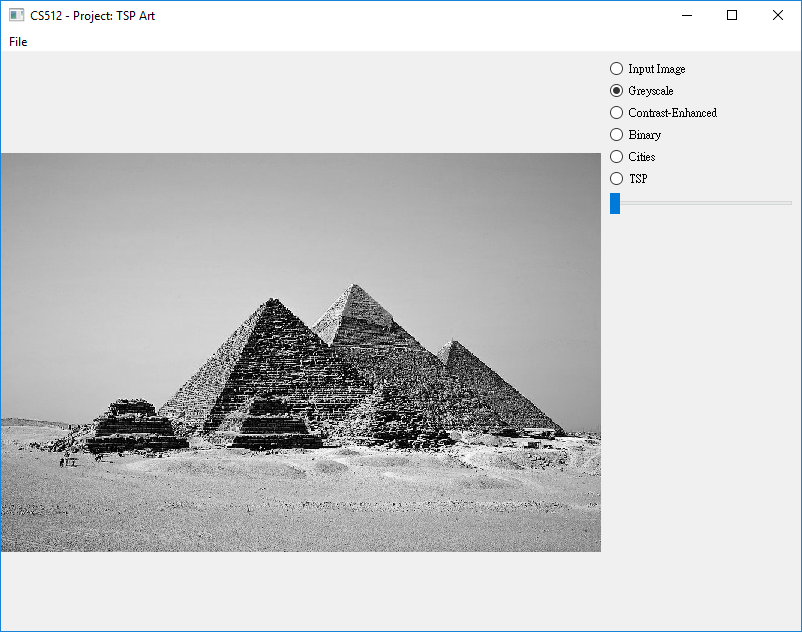 CS512 - Project: TSP Art
File
Input Image
Greyscale
Contrast-Enhanced
Binary
Cities
TSP